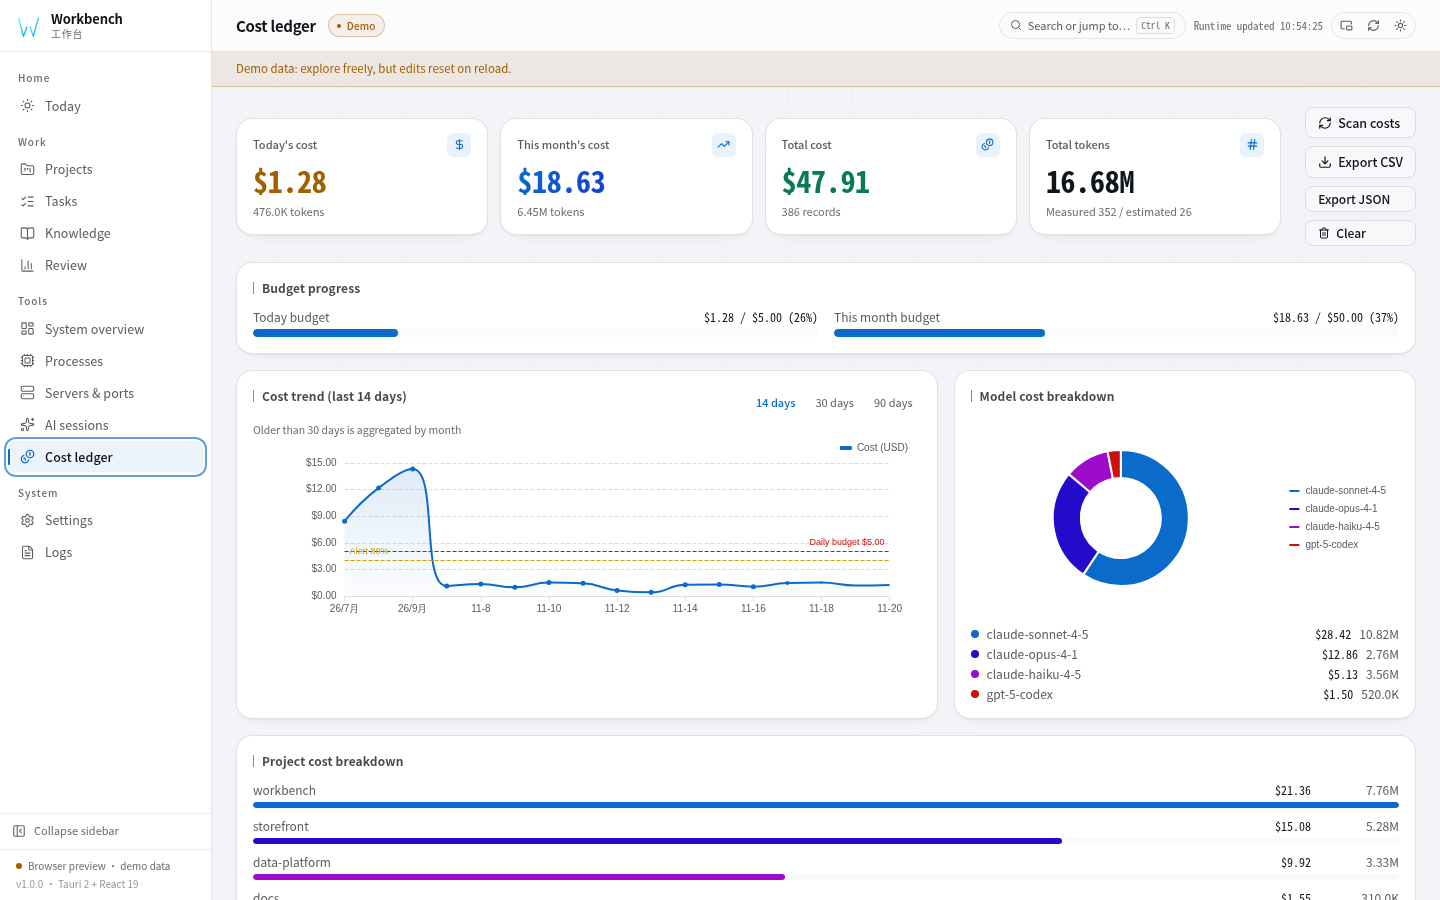 Workbench
工作台
Home
Today
Work
Projects
Tasks
Knowledge
Review
Tools
System overview
Processes
Servers & ports
AI sessions
Cost ledger
System
Settings
Logs
Collapse sidebar
Browser preview · demo data
v1.0.0 · Tauri 2 + React 19
Cost ledger
Demo
Search or jump to…
Ctrl K
Runtime updated 10:54:25
Demo data: explore freely, but edits reset on reload.
Today's cost
$1.28
476.0K tokens
This month's cost
$18.63
6.45M tokens
Total cost
$47.91
386 records
Total tokens
16.68M
Measured 352 / estimated 26
Scan costs
Export CSV
Export JSON
Clear
Budget progress
Today budget
$1.28 / $5.00 (26%)
This month budget
$18.63 / $50.00 (37%)
Cost trend (last 14 days)
14 days
30 days
90 days
Older than 30 days is aggregated by month
Cost (USD)
$15.00
$12.00
$9.00
$6.00
$3.00
$0.00
Daily budget $5.00
Alert 80%
26/7月
26/9月
11-8
11-10
11-12
11-14
11-16
11-18
11-20
Model cost breakdown
claude-sonnet-4-5
claude-opus-4-1
claude-haiku-4-5
gpt-5-codex
claude-sonnet-4-5 $28.42 10.82M
claude-opus-4-1 $12.86 2.76M
claude-haiku-4-5 $5.13 3.56M
gpt-5-codex $1.50 520.0K
Project cost breakdown
workbench $21.36 7.76M
storefront $15.08 5.28M
data-platform $9.92 3.33M
docs $1.55 310.0K